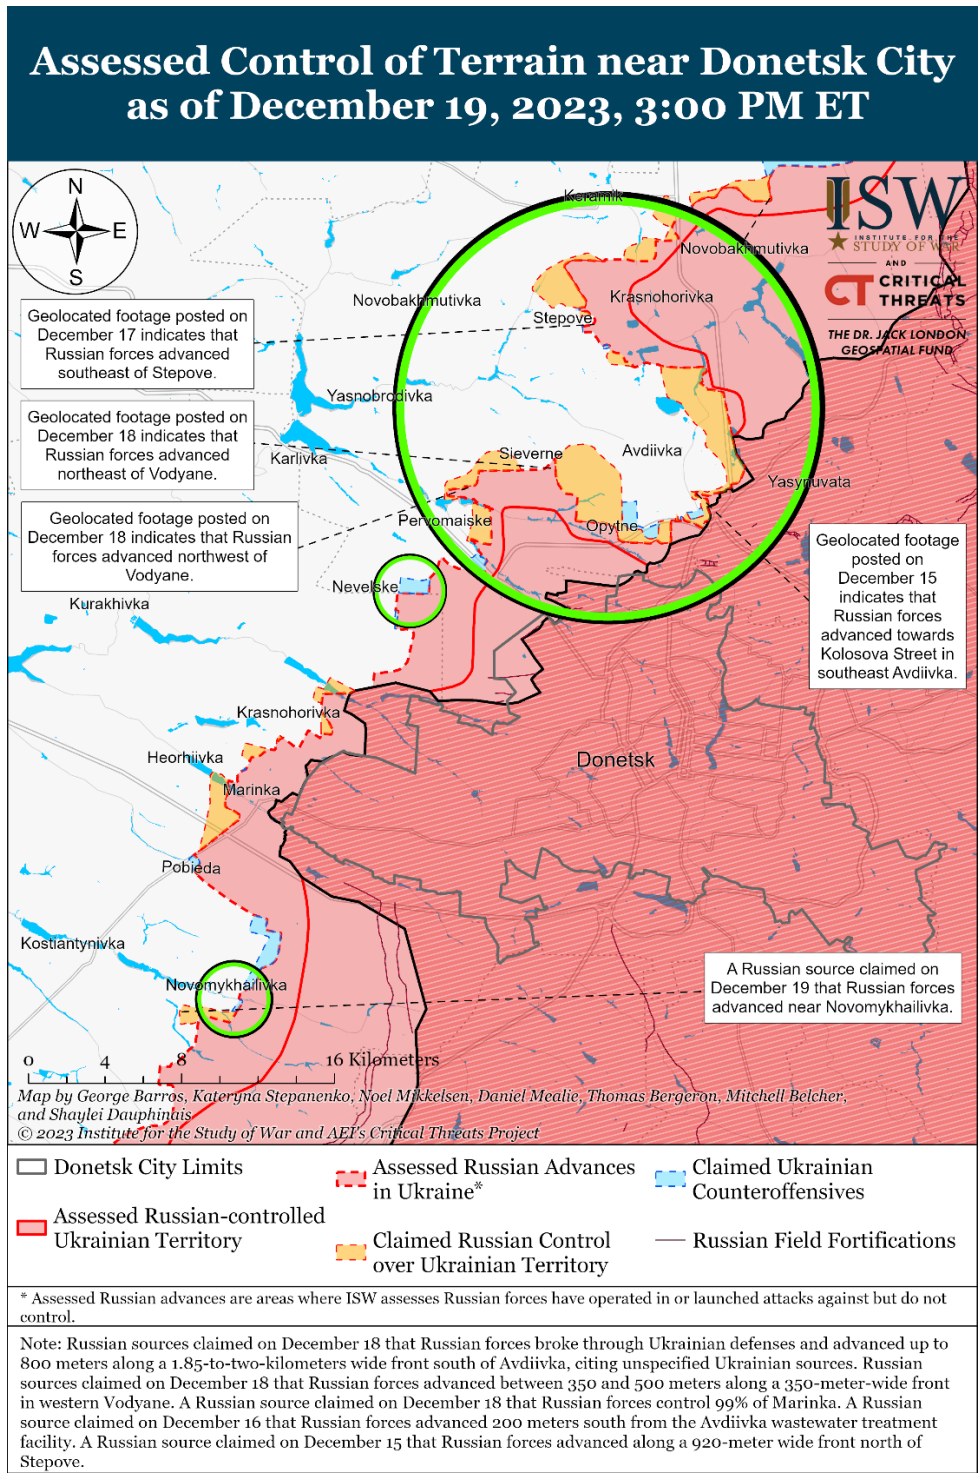 Assessed Control of Terrain near Donetsk City
as of December 19, 2023, 3:00 PM ET
N
W
E
S
ISW
INSTITUTE FOR THE
STUDY OF WAR
AND
CT CRITICAL
THREATS
THE DR. JACK LONDON
GEOSPATIAL FUND
Keramik
Novobakhmutivka
Krasnohorivka
Novobakhmutivka
Stepove
Geolocated footage posted on
December 17 indicates that
Russian forces advanced
southeast of Stepove.
Yasnobrodivka
Geolocated footage posted on
December 18 indicates that
Russian forces advanced
northeast of Vodyane.
Karlivka
Sieverne
Avdiivka
Yasynuvata
Geolocated footage posted on
December 18 indicates that Russian
forces advanced northwest of
Vodyane.
Pervomaiske
Opytne
Geolocated footage
posted on
December 15
indicates that
Russian forces
advanced towards
Kolosova Street in
southeast Avdiivka.
Nevelske
Kurakhivka
Krasnohorivka
Heorhiivka
Marinka
Donetsk
Pobieda
Kostiantynivka
Novomykhailivka
A Russian source claimed on
December 19 that Russian forces
advanced near Novomykhailivka.
0 4 8 16 Kilometers
Map by George Barros, Kateryna Stepanenko, Noel Mikkelsen, Daniel Mealie, Thomas Bergeron, Mitchell Belcher,
and Shaylei Dauphinais
© 2023 Institute for the Study of War and AEI's Critical Threats Project
Donetsk City Limits
Assessed Russian-controlled
Ukrainian Territory
Assessed Russian Advances
in Ukraine*
Claimed Russian Control
over Ukrainian Territory
Claimed Ukrainian
Counteroffensives
Russian Field Fortifications
* Assessed Russian advances are areas where ISW assesses Russian forces have operated in or launched attacks against but do not
control.
Note: Russian sources claimed on December 18 that Russian forces broke through Ukrainian defenses and advanced up to
800 meters along a 1.85-to-two-kilometers wide front south of Avdiivka, citing unspecified Ukrainian sources. Russian
sources claimed on December 18 that Russian forces advanced between 350 and 500 meters along a 350-meter-wide front
in western Vodyane. A Russian source claimed on December 18 that Russian forces control 99% of Marinka. A Russian
source claimed on December 16 that Russian forces advanced 200 meters south from the Avdiivka wastewater treatment
facility. A Russian source claimed on December 15 that Russian forces advanced along a 920-meter wide front north of
Stepove.